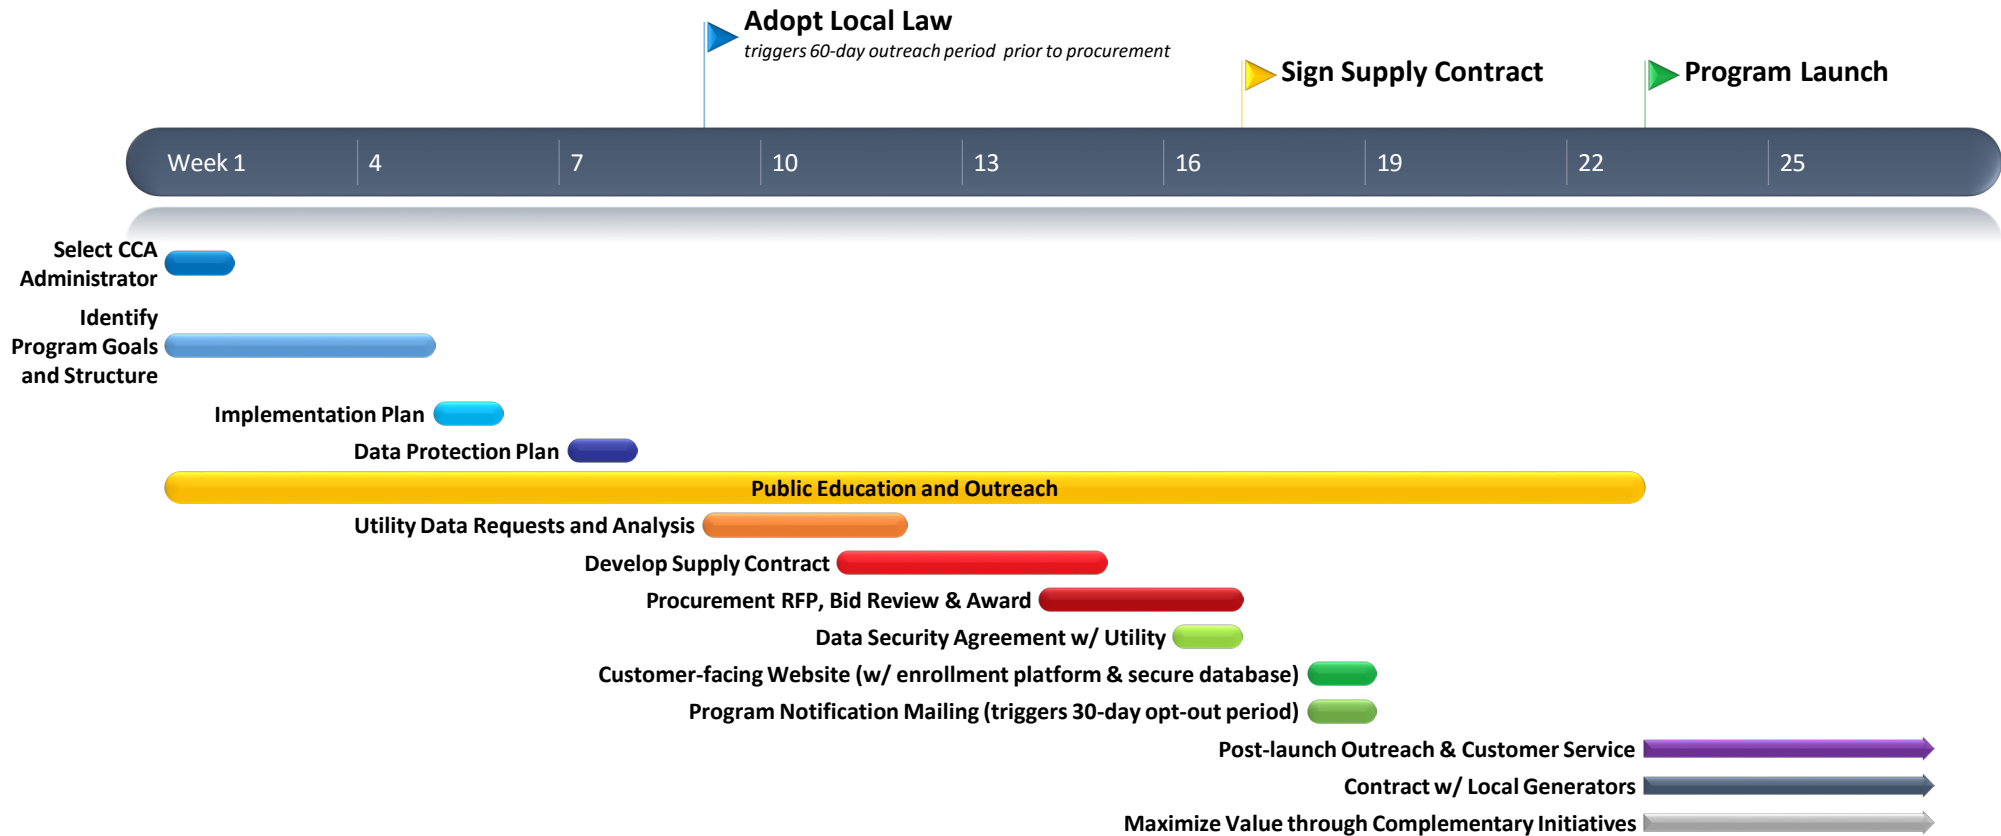 Adopt Local Law
triggers 60-day outreach period prior to procurement
Sign Supply Contract
Program Launch
Week 1
4
7
10
13
16
19
22
25
Select CCA
Administrator
Identify
Program Goals
and Structure
Implementation Plan
Data Protection Plan
Public Education and Outreach
Utility Data Requests and Analysis
Develop Supply Contract
Procurement RFP, Bid Review & Award
Data Security Agreement w/ Utility
Customer-facing Website (w/ enrollment platform & secure database)
Program Notification Mailing (triggers 30-day opt-out period)
Post-launch Outreach & Customer Service
Contract w/ Local Generators
Maximize Value through Complementary Initiatives